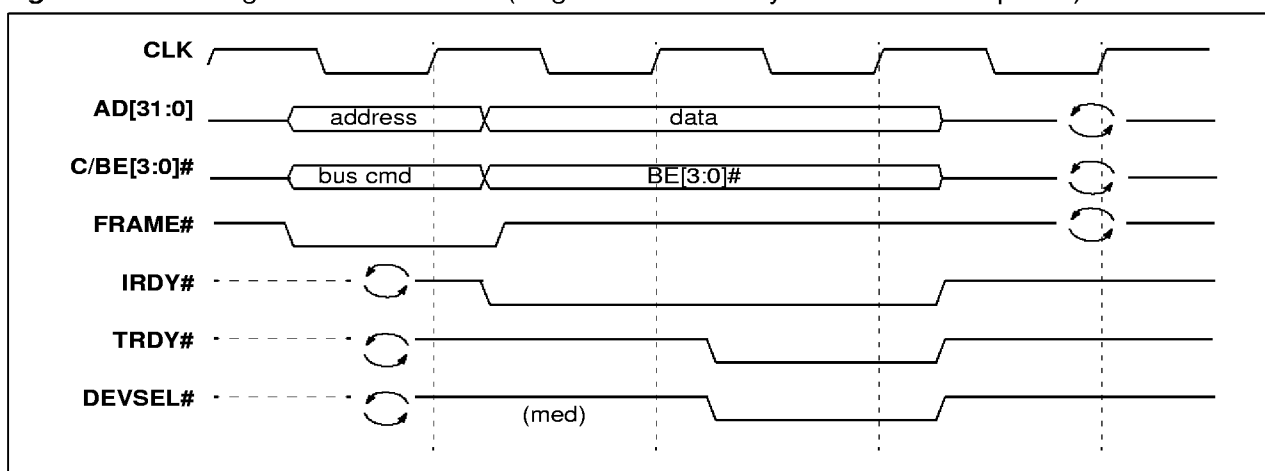 CLK
AD[31:0]
address
data
C/BE[3:0]#
bus cmd
BE[3:0]#
FRAME#
IRDY#
TRDY#
DEVSEL#
(med)